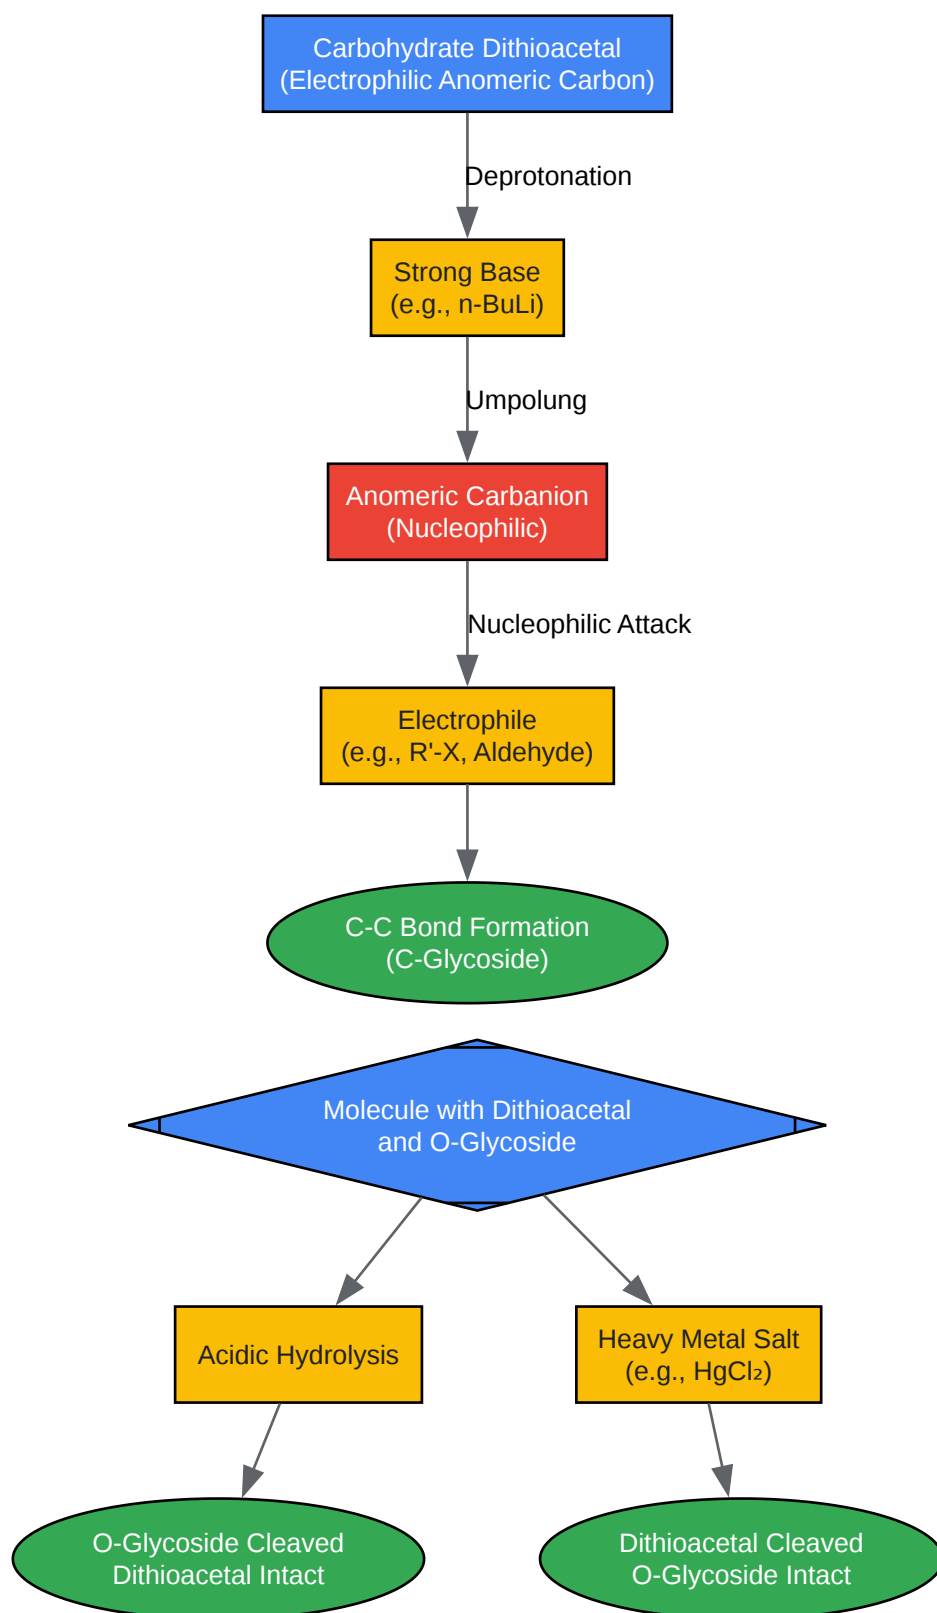 Carbohydrate Dithioacetal
(Electrophilic Anomeric Carbon)
Deprotonation
Strong Base
(e.g., n-BuLi)
Umpolung
Anomeric Carbanion
(Nucleophilic)
Nucleophilic Attack
Electrophile
(e.g., R'-X, Aldehyde)
C-C Bond Formation
(C-Glycoside)
Molecule with Dithioacetal
and O-Glycoside
Acidic Hydrolysis
Heavy Metal Salt
(e.g., HgCl₂)
O-Glycoside Cleaved
Dithioacetal Intact
Dithioacetal Cleaved
O-Glycoside Intact